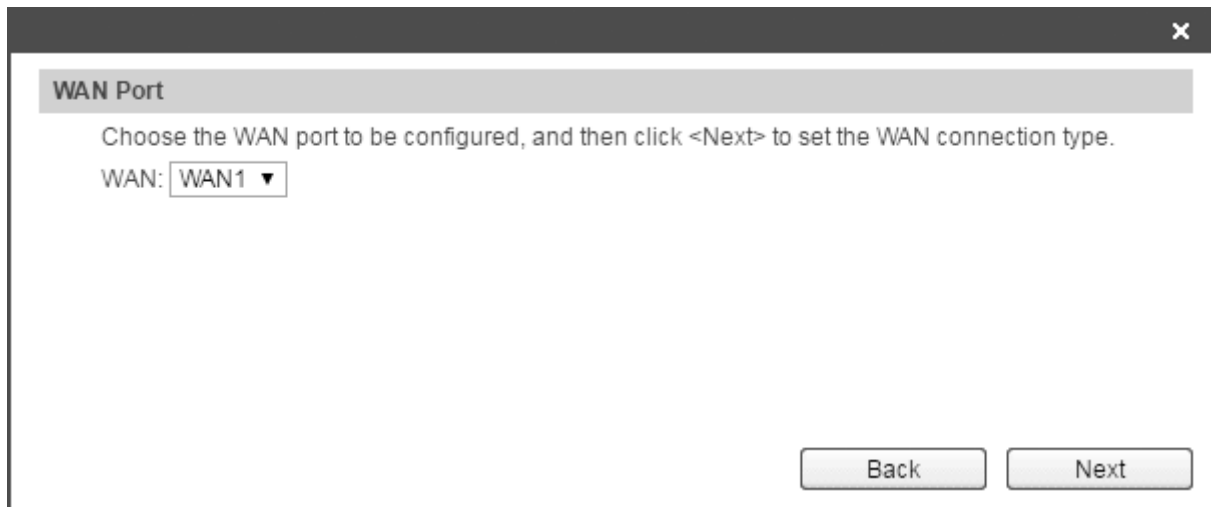 WAN Port
Choose the WAN port to be configured, and then click <Next> to set the WAN connection type.
WAN: WAN1
Back Next